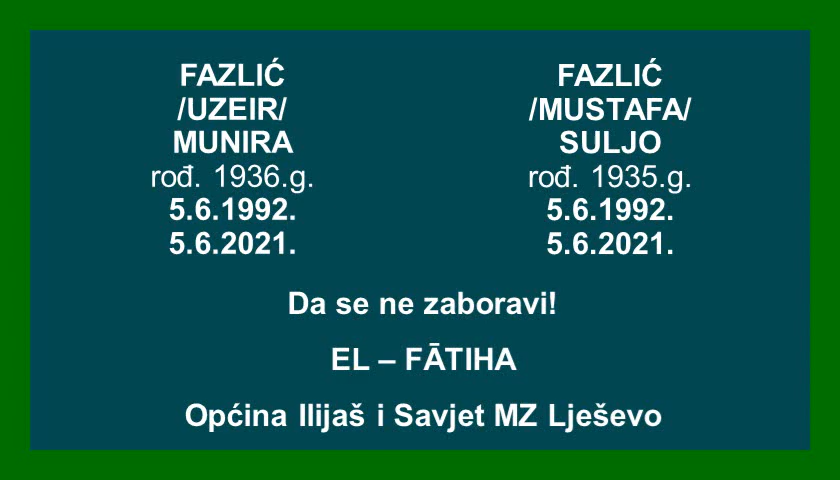 FAZLIĆ
/UZEIR/
MUNIRA
rođ. 1936.g.
5.6.1992.
5.6.2021.
FAZLIĆ
/MUSTAFA/
SULJO
rođ. 1935.g.
5.6.1992.
5.6.2021.
Da se ne zaboravi!
EL – FĀTIHA
Općina Ilijaš i Savjet MZ Lješevo